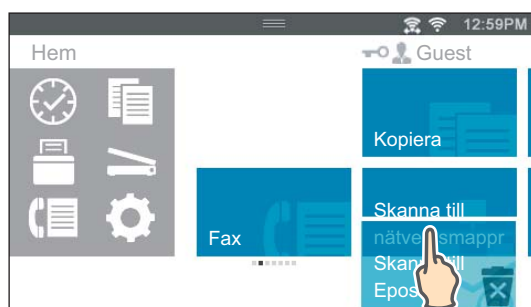 12:59PM
Hem
Guest
Kopiera
Skanna till
Fax
Skanna till